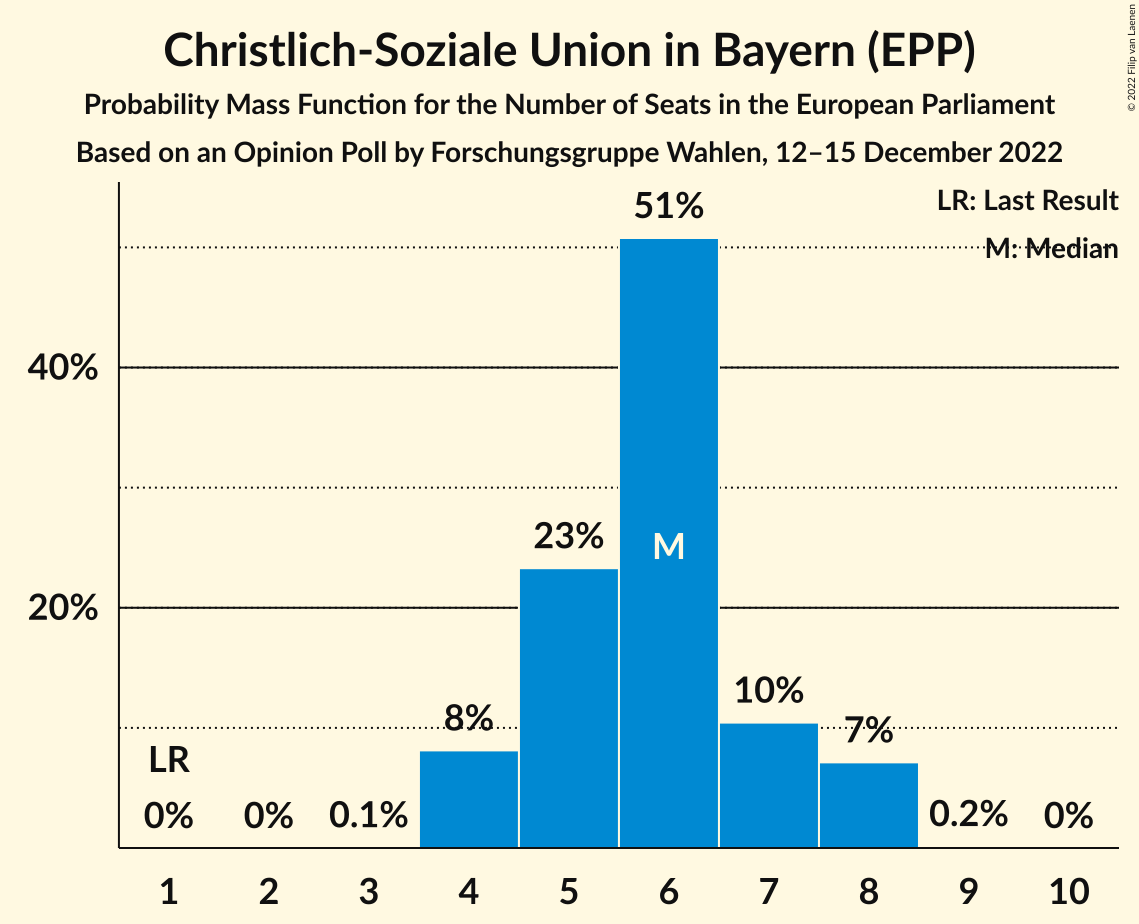 Christlich-Soziale Union in Bayern (EPP)
Probability Mass Function for the Number of Seats in the European Parliament
Based on an Opinion Poll by Forschungsgruppe Wahlen, 12–15 December 2022
© 2022 Filip van Laenen
LR: Last Result
M: Median
51%
40%
23%
M
20%
10%
8%
7%
LR
0%
0%
0.1%
0.2%
0%
1 2 3 4 5 6 7 8 9 10